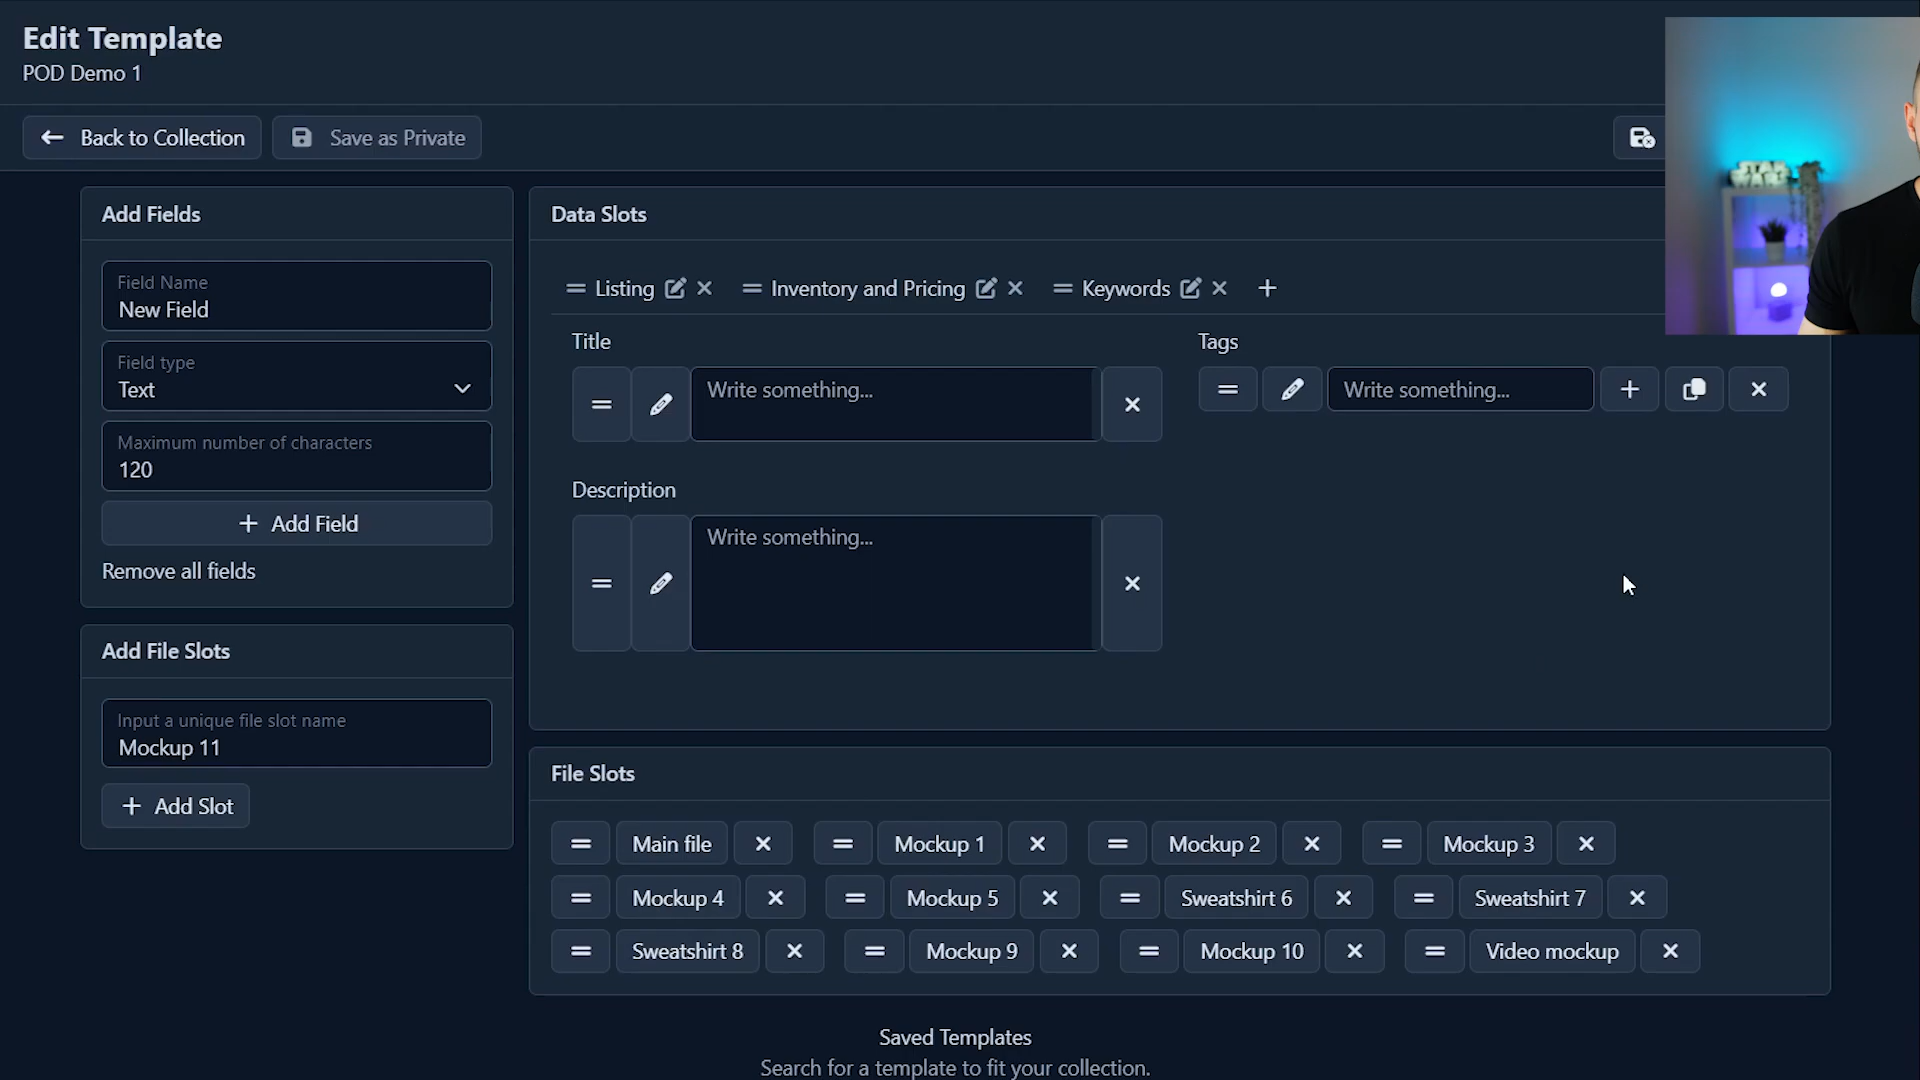 Edit Template
POD Demo 1
Back to Collection
Save as Private
Add Fields
Field Name
New Field
Field type
Text
Maximum number of characters
120
Add Field
Remove all fields
Add File Slots
Input a unique file slot name
Mockup 11
Add Slot
Data Slots
Listing Inventory and Pricing Keywords
Title
Write something...
Description
Write something...
Tags
Write something...
File Slots
Main file Mockup 1 Mockup 2 Mockup 3
Mockup 4 Mockup 5 Sweatshirt 6 Sweatshirt 7
Sweatshirt 8 Mockup 9 Mockup 10 Video mockup
Saved Templates
Search for a template to fit your collection.
STAR
WARS